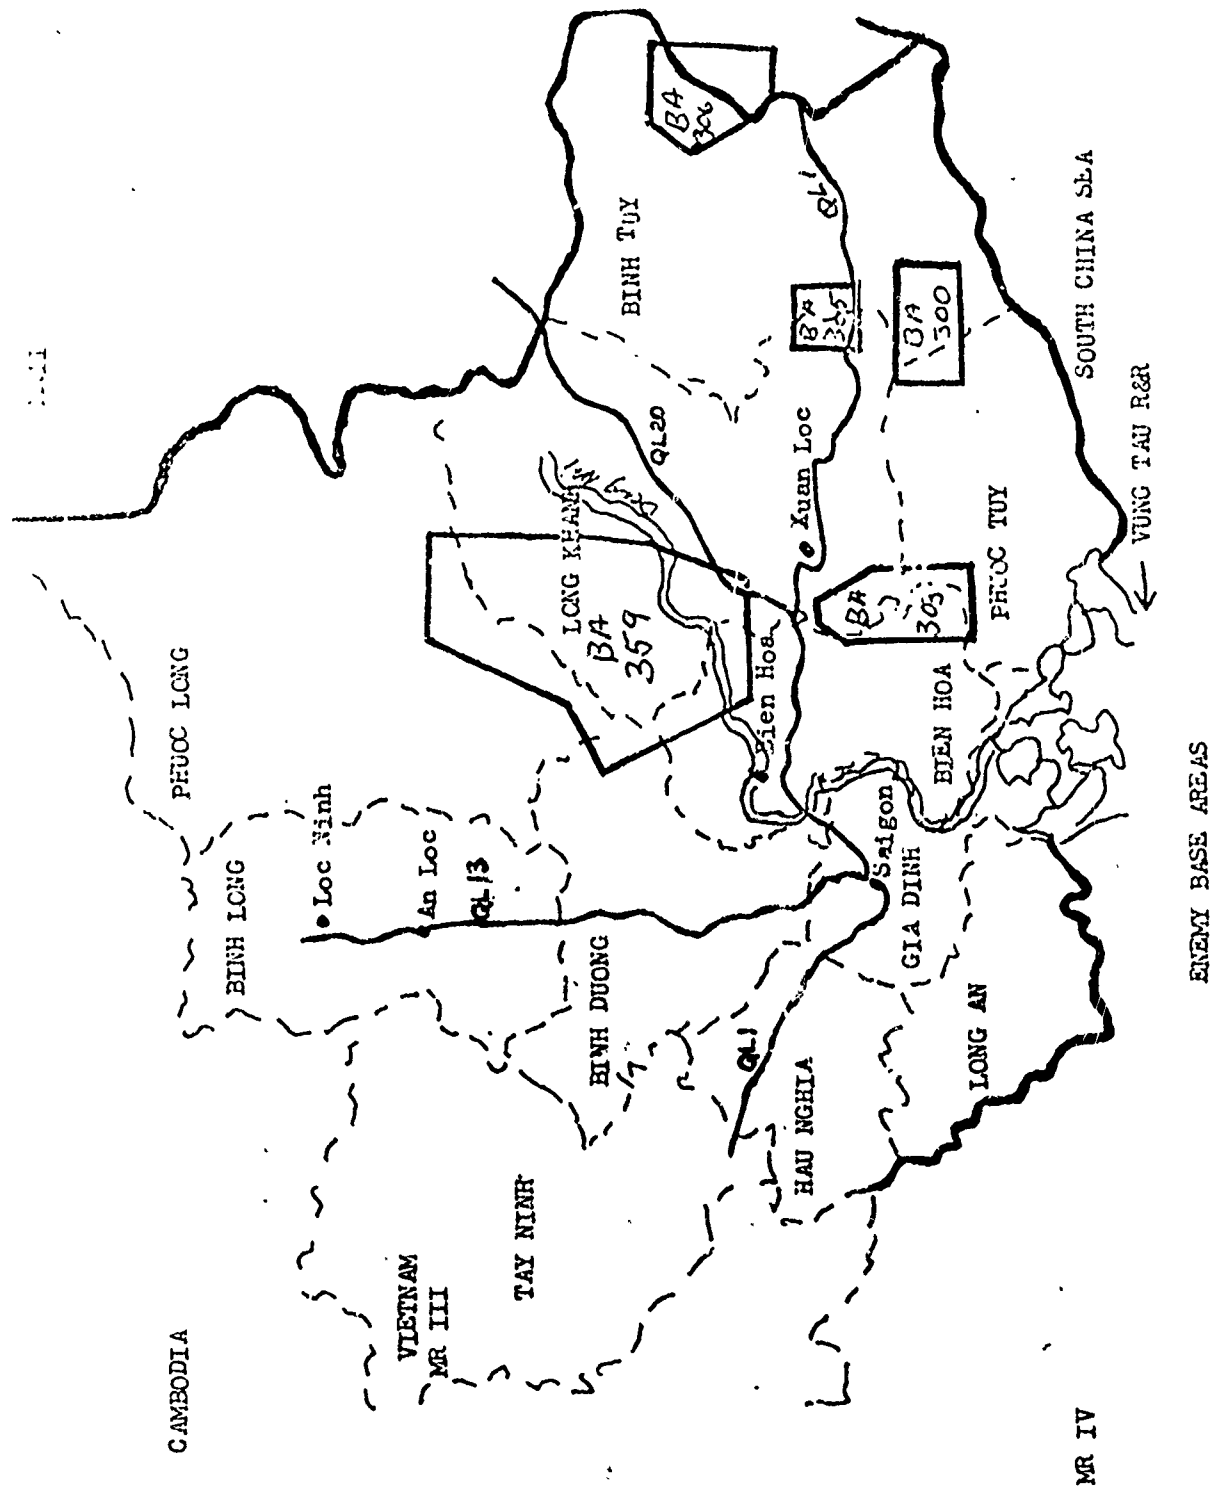 CAMBODIA
PHUOC LONG
BINH LONG
Loc Ninh
VIETNAM
An Loc
MR III
QL13
TAY NINH
LONG KHANH
BINH DUONG
BA
359
BINH TUY
QL20
BA
306
QL1
Bien Hoa
HAU NGHIA
Xuan Loc
BA
QL1
BA
303
Saigon
GIA DINH
BA
300
BIEN HOA
LONG AN
PHUOC TUY
MR IV
SOUTH CHINA SEA
VUNG TAU R&R
ENEMY BASE AREAS